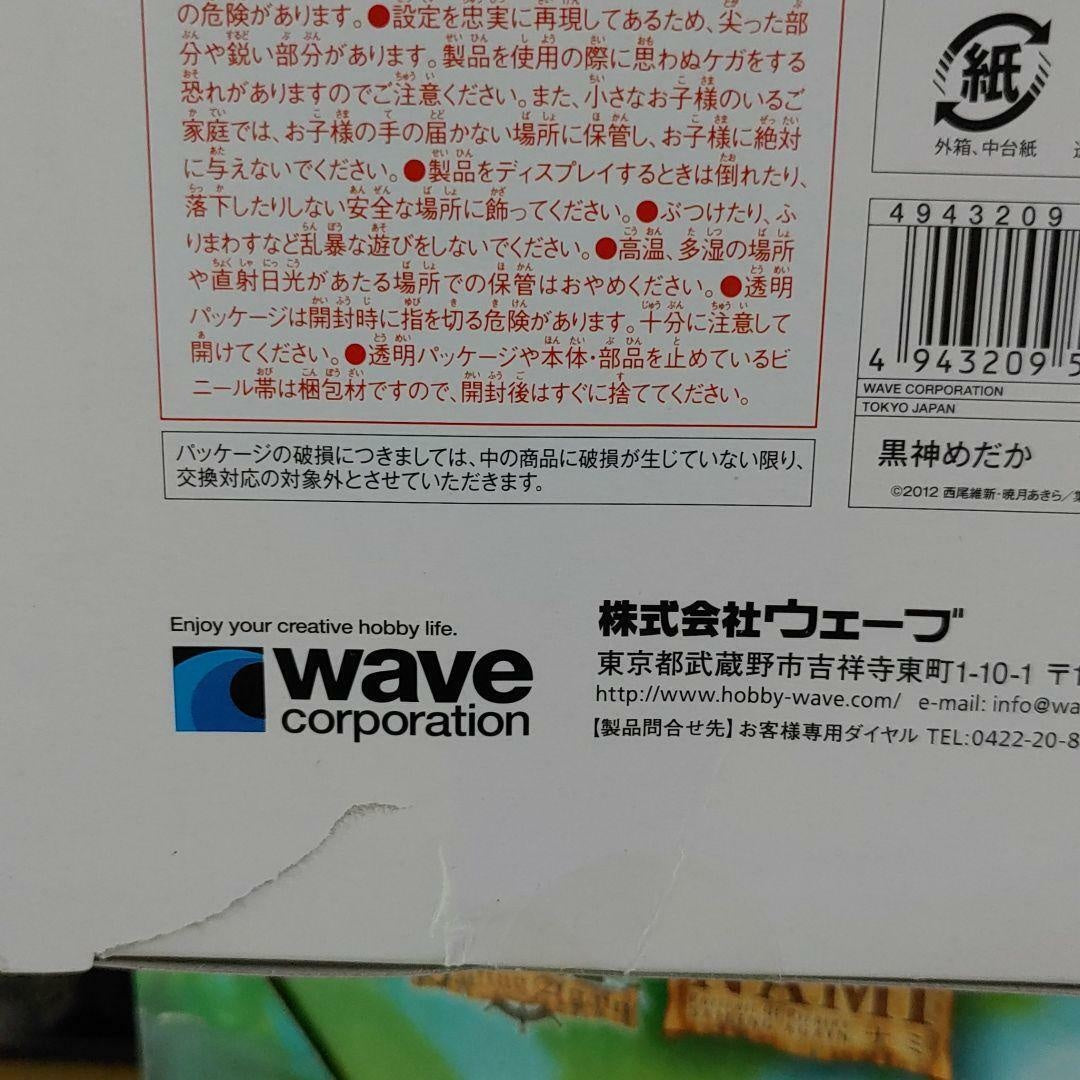 の危険があります。●設定を忠実に再現してあるため、尖った部
分や鋭い部分があります。製品を使用の際に思わぬケガをする
恐れがありますのでご注意ください。また、小さなお子様のいるご
家庭では、お子様の手の届かない場所に保管し、お子様に絶対
に与えないでください。●製品をディスプレイするときは倒れたり、
落下したりしない安全な場所に飾ってください。●ぶつけたり、ふ
りまわすなど乱暴な遊びをしないでください。●高温、多湿の場所
や直射日光があたる場所での保管はおやめください。●透明
パッケージは開封時に指を切る危険があります。十分に注意して
開けてください。●透明パッケージや本体・部品を止めているビ
ニール帯は梱包材ですので、開封後はすぐに捨ててください。
パッケージの破損につきましては、中の商品に破損が生じていない限り、
交換対応の対象外とさせていただきます。
紙
外箱、中台紙
4943209
4 943209 5
WAVE CORPORATION
TOKYO JAPAN
黒神めだか
©2012 西尾維新・暁月あきら/集
Enjoy your creative hobby life.
wave
corporation
株式会社ウェーブ
東京都武蔵野市吉祥寺東町1-10-1 〒1
http://www.hobby-wave.com/ e-mail: info@wa
【製品問合せ先】お客様専用ダイヤル TEL:0422-20-8
NAMI
ナミ